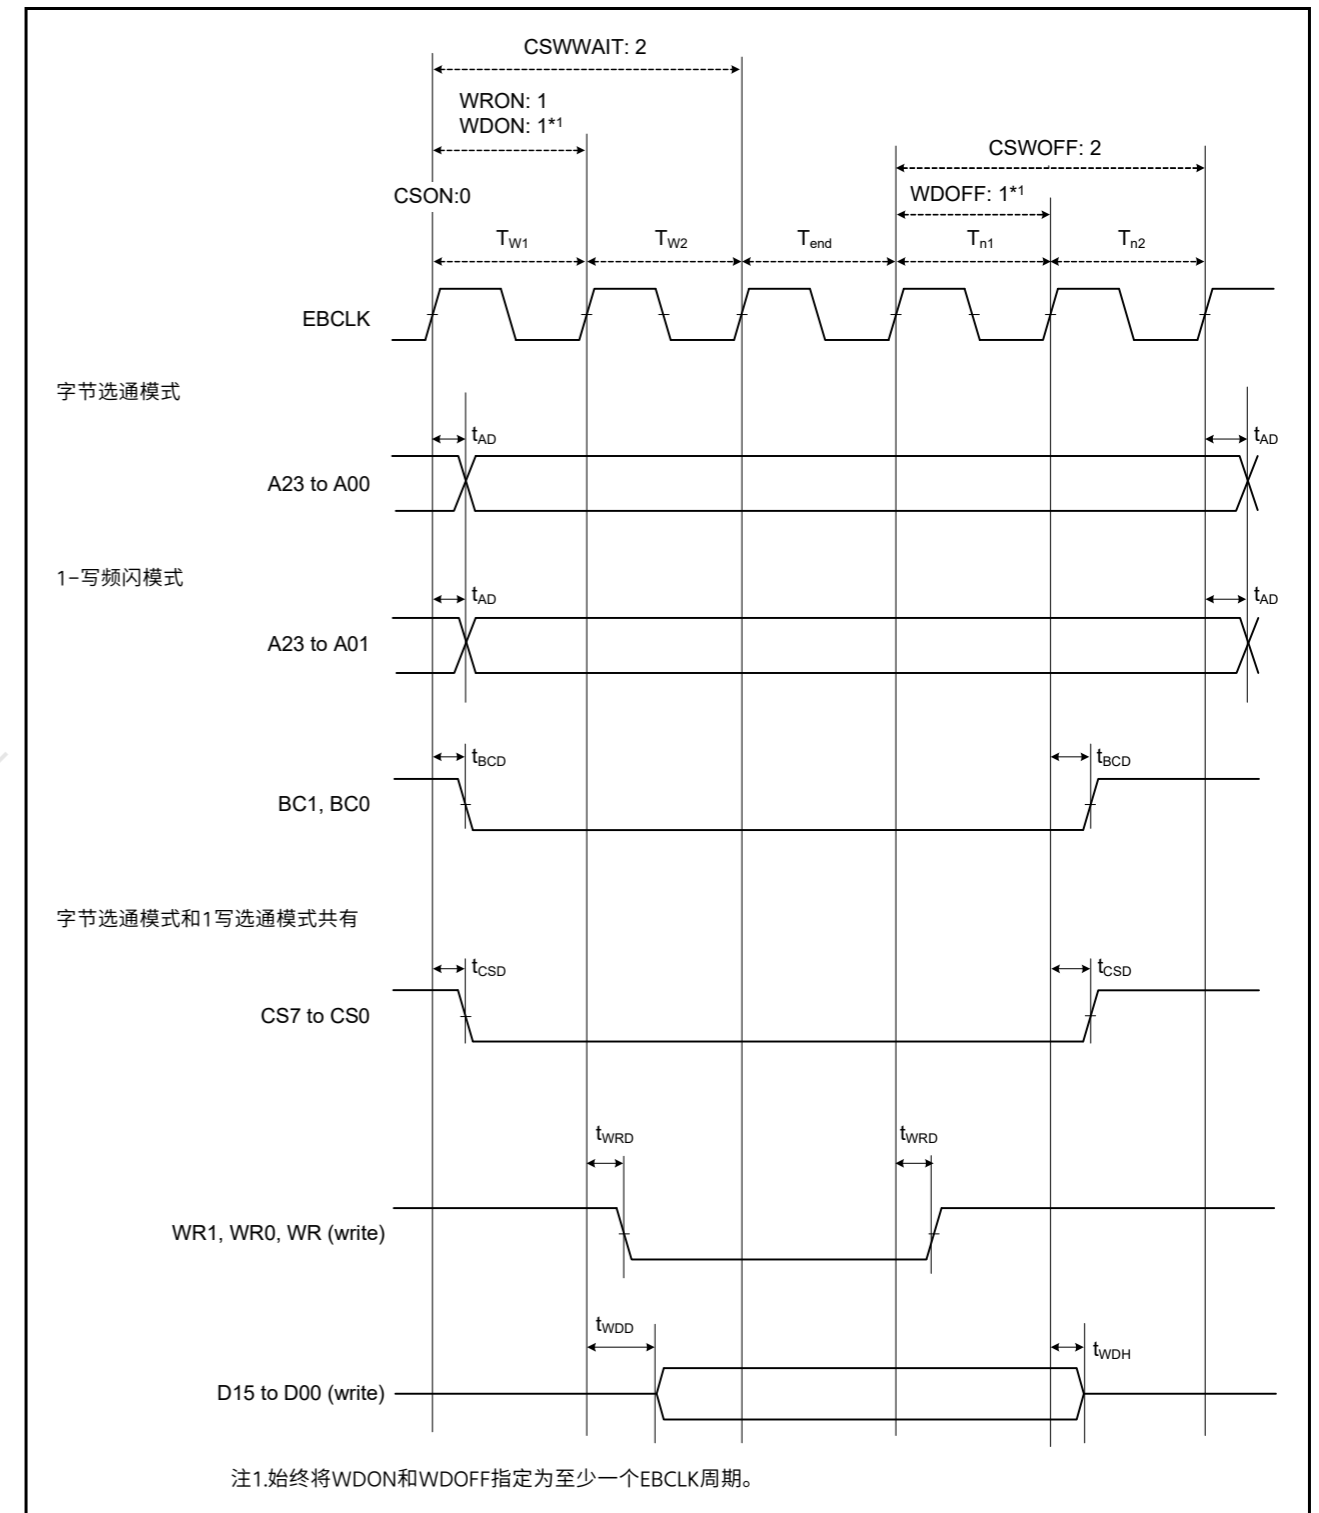 CSWWAIT: 2
WRON: 1
WDON: 1*1
CSWOFF: 2
CSON:0
WDOFF: 1*1
TW1 TW2 Tend Tn1 Tn2
EBCLK
字节选通模式
tAD tAD
A23 to A00
1-写频闪模式
tAD tAD
A23 to A01
tBCD tBCD
BC1, BC0
字节选通模式和1写选通模式共有
tCSD tCSD
CS7 to CS0
tWRD tWRD
WR1, WR0, WR (write)
tWDD
tWDH
D15 to D00 (write)
注1.始终将WDON和WDOFF指定为至少一个EBCLK周期。